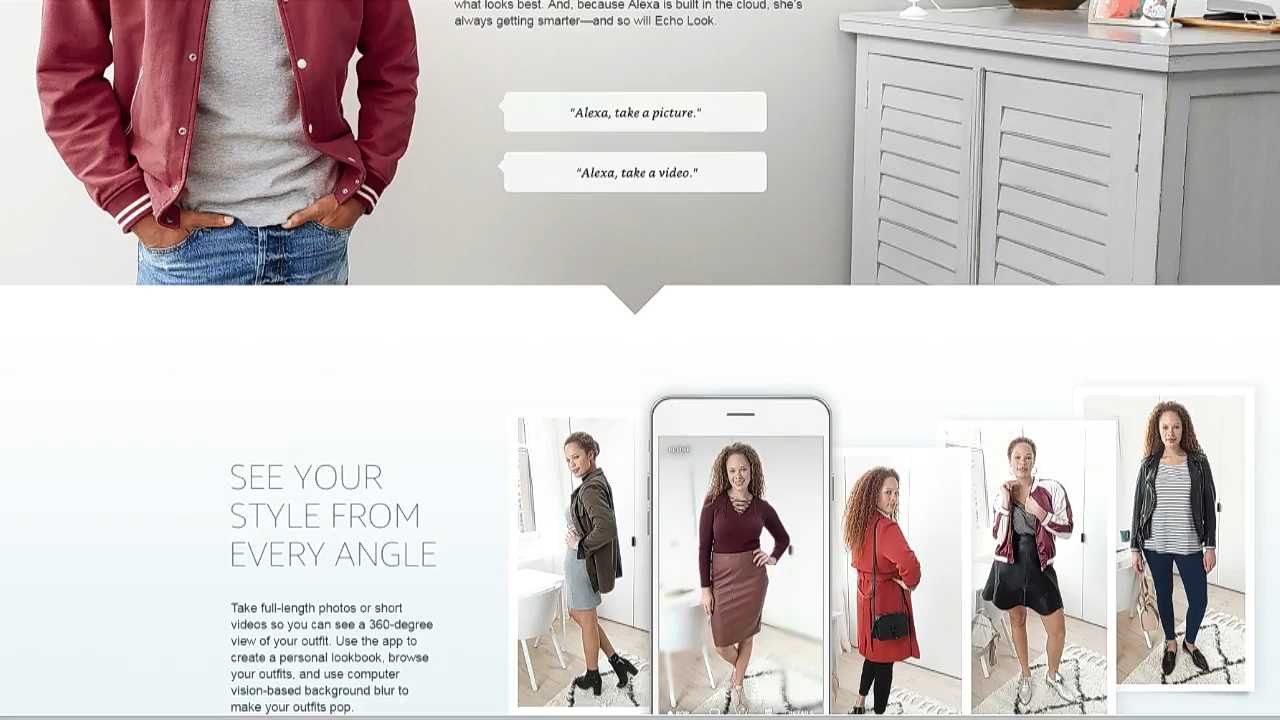 what looks best. And, because Alexa is built in the cloud, she's
always getting smarter—and so will Echo Look.
"Alexa, take a picture."
"Alexa, take a video."
SEE YOUR
STYLE FROM
EVERY ANGLE
Take full-length photos or short
videos so you can see a 360-degree
view of your outfit. Use the app to
create a personal lookbook, browse
your outfits, and use computer
vision-based background blur to
make your outfits pop.